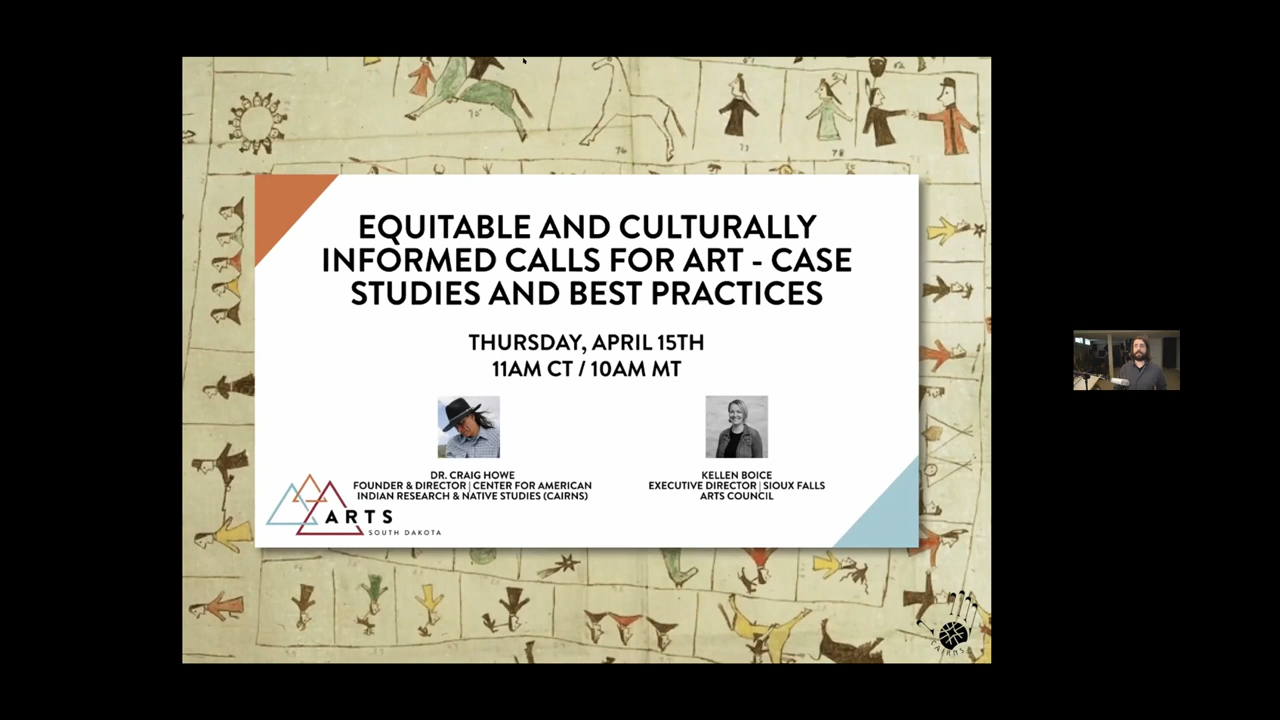 EQUITABLE AND CULTURALLY
INFORMED CALLS FOR ART - CASE
STUDIES AND BEST PRACTICES
THURSDAY, APRIL 15TH
11AM CT / 10AM MT
DR. CRAIG HOWE
FOUNDER & DIRECTOR | CENTER FOR AMERICAN
INDIAN RESEARCH & NATIVE STUDIES (CAIRNS)
KELLEN BOICE
EXECUTIVE DIRECTOR | SIOUX FALLS
ARTS COUNCIL
ARTS
SOUTH DAKOTA
CAIRNS